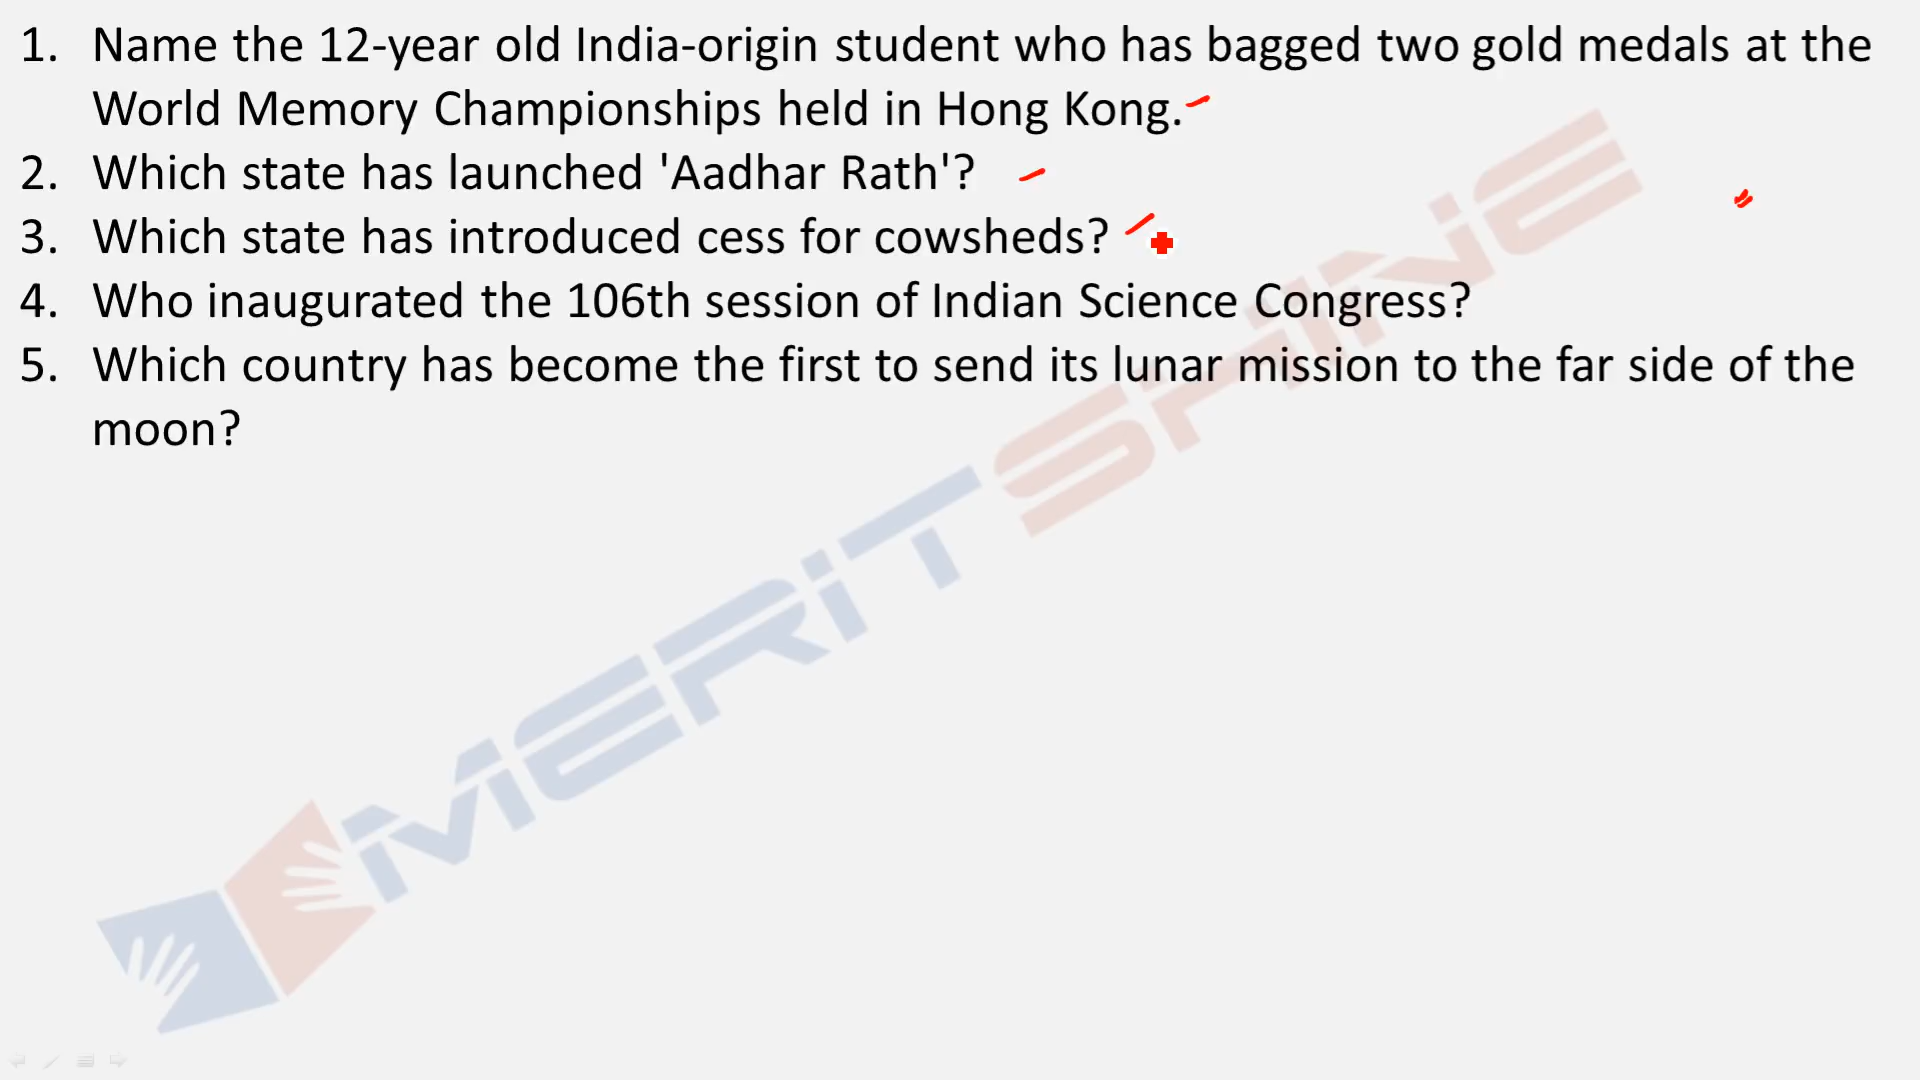 1. Name the 12-year old India-origin student who has bagged two gold medals at the
World Memory Championships held in Hong Kong.
2. Which state has launched 'Aadhar Rath'?
3. Which state has introduced cess for cowsheds?
4. Who inaugurated the 106th session of Indian Science Congress?
5. Which country has become the first to send its lunar mission to the far side of the
moon?
MERiTSHINE